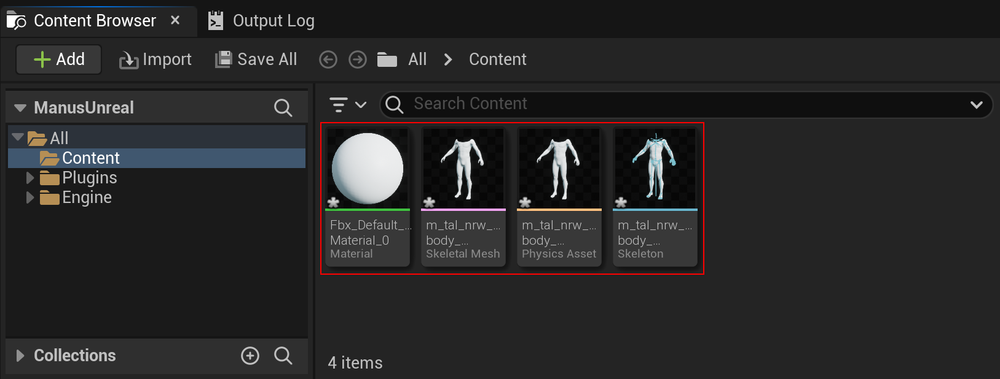 Content Browser
Output Log
Add
Import
Save All
All
Content
ManusUnreal
Search Content
All
Content
Plugins
Engine
Fbx_Default_...
Material_0
Material
m_tal_nrw_...
body_...
Skeletal Mesh
m_tal_nrw_...
body_...
Physics Asset
m_tal_nrw_...
body_...
Skeleton
Collections
4 items